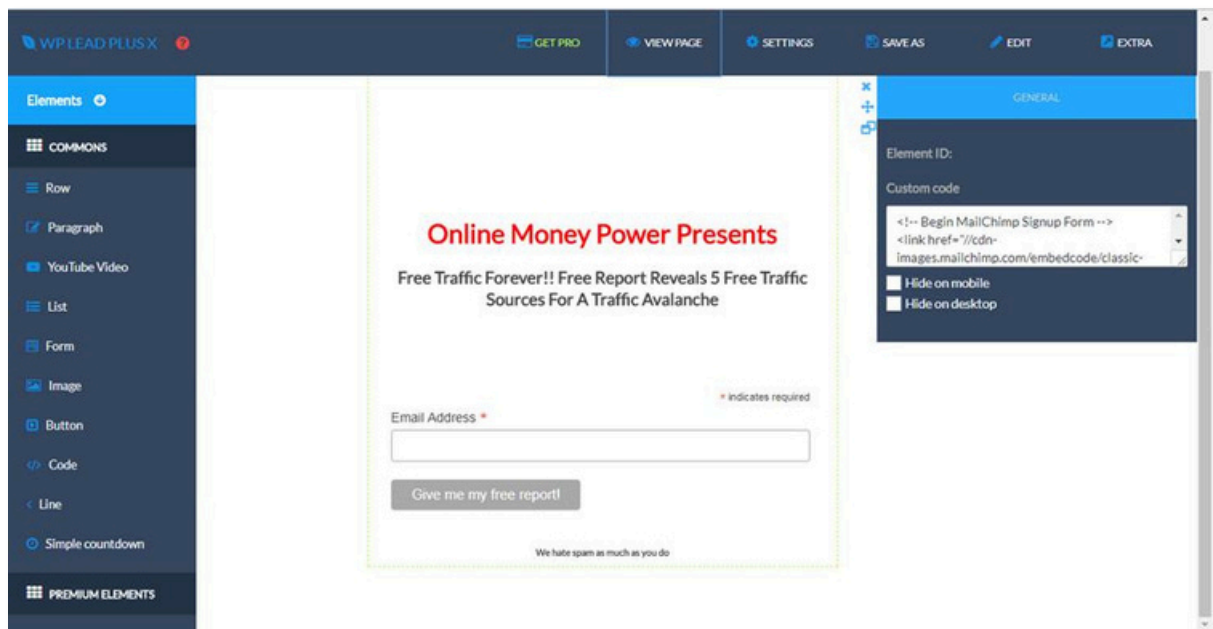 WP LEAD PLUS X ?
GET PRO
VIEW PAGE
SETTINGS
SAVE AS
EDIT
EXTRA
Elements
COMMONS
Row
Paragraph
YouTube Video
List
Form
Image
Button
Code
Line
Simple countdown
PREMIUM ELEMENTS
Online Money Power Presents
Free Traffic Forever!! Free Report Reveals 5 Free Traffic
Sources For A Traffic Avalanche
* indicates required
Email Address *
Give me my free report!
We hate spam as much as you do
GENERAL
Element ID:
Custom code
<!-- Begin MailChimp Signup Form -->
<link href="//cdn-
images.mailchimp.com/embedcode/classic-
Hide on mobile
Hide on desktop